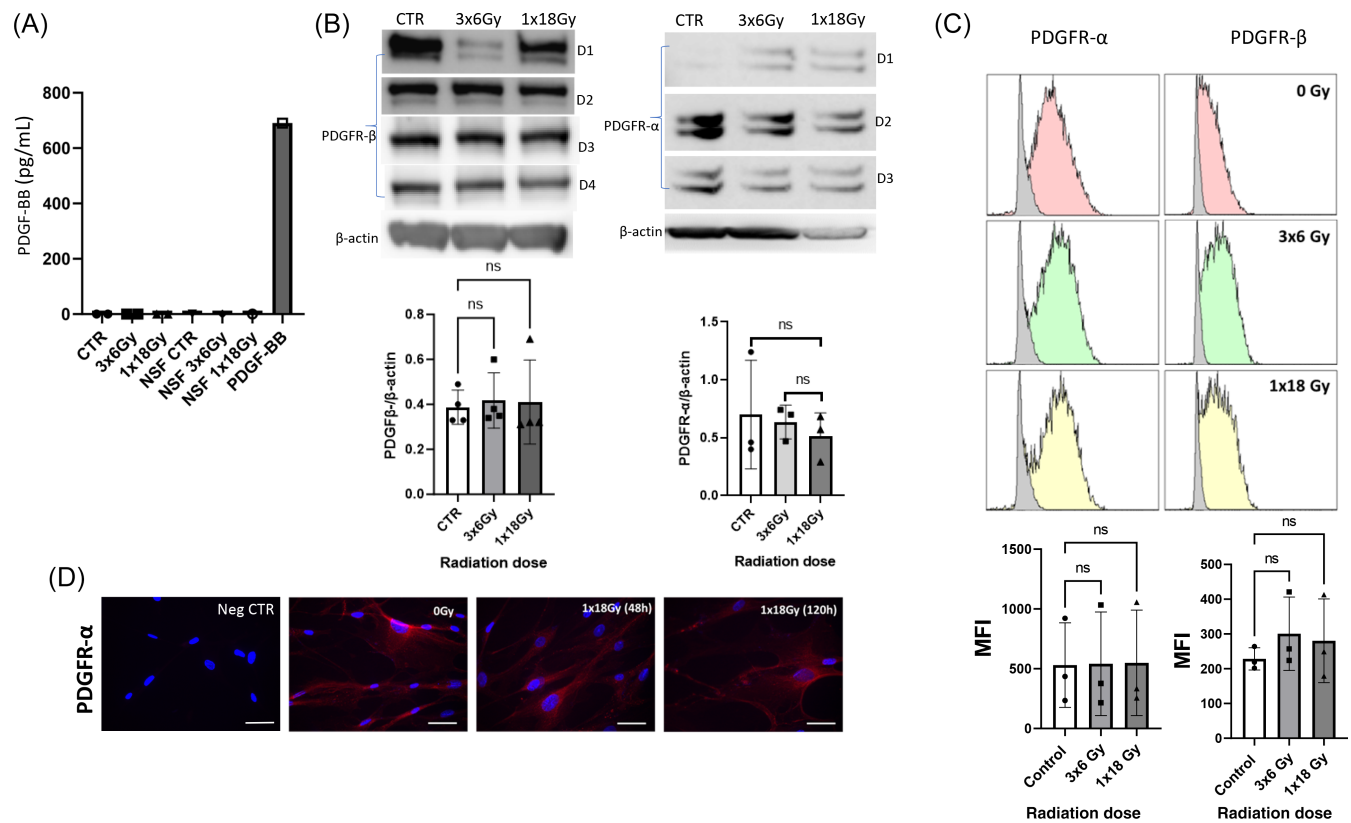 (A)
PDGF-BB (pg/mL)
800
600
400
200
0
CTR
3x6Gy
1x18Gy
NSF CTR
NSF 3x6Gy
NSF 1x18Gy
PDGF-BB
(B)
CTR 3x6Gy 1x18Gy
D1
D2
PDGFR-β
D3
D4
β-actin
CTR 3x6Gy 1x18Gy
D1
PDGFR-α
D2
D3
β-actin
ns
ns
PDGFβ-/β-actin
0.8
0.6
0.4
0.2
0.0
CTR
3x6Gy
1x18Gy
Radiation dose
ns
ns
PDGFR-α/β-actin
1.5
1.0
0.5
0.0
CTR
3x6Gy
1x18Gy
Radiation dose
(C)
PDGFR-α PDGFR-β
0 Gy
3x6 Gy
1x18 Gy
ns
ns
MFI
1500
1000
500
0
Control
3x6 Gy
1x18 Gy
Radiation dose
ns
ns
MFI
500
400
300
200
100
0
Control
3x6 Gy
1x18 Gy
Radiation dose
(D)
PDGFR-α
Neg CTR
0Gy
1x18Gy (48h)
1x18Gy (120h)